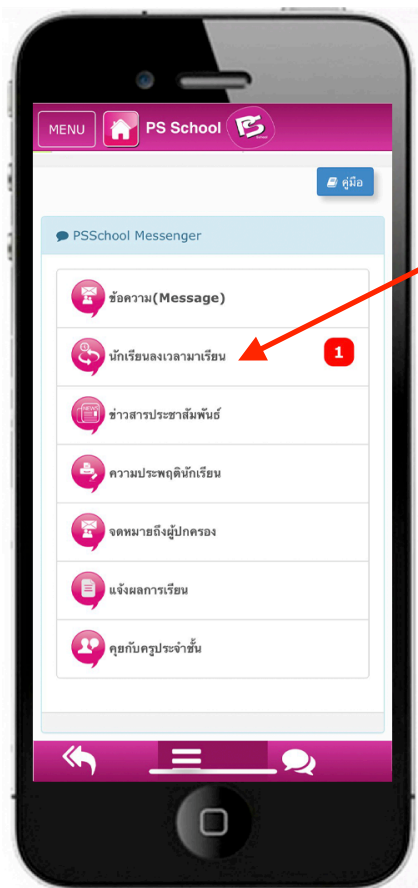 MENU
PS School
คู่มือ
PSSchool Messenger
ข้อความ(Message)
นักเรียนลงเวลามาเรียน
1
ข่าวสารประชาสัมพันธ์
ความประพฤตินักเรียน
จดหมายถึงผู้ปกครอง
แจ้งผลการเรียน
คุยกับครูประจำชั้น